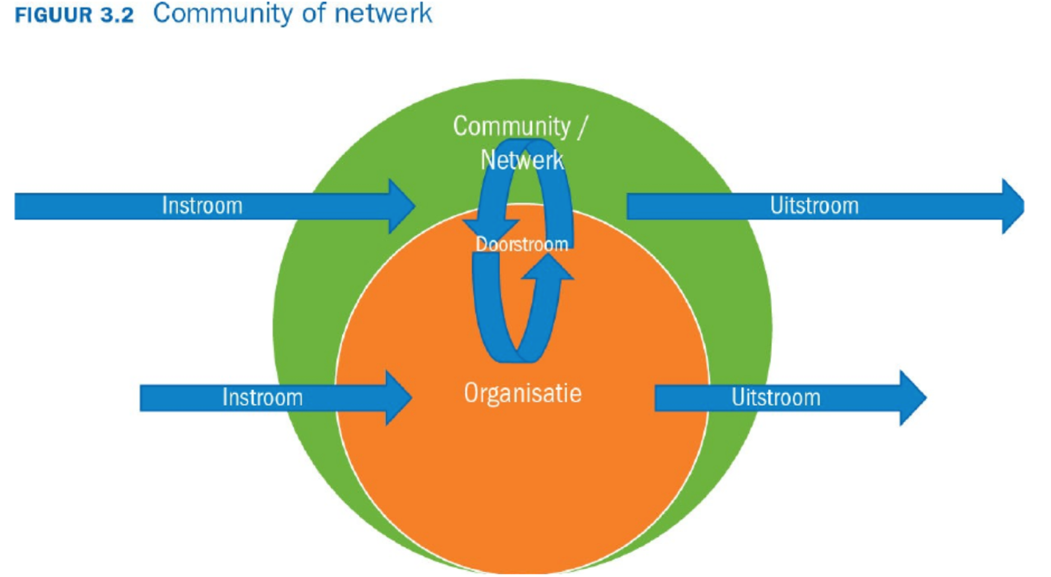 FIGUUR 3.2 Community of netwerk
Community /
Netwerk
Instroom
Uitstroom
Doorstroom
Organisatie
Instroom
Uitstroom